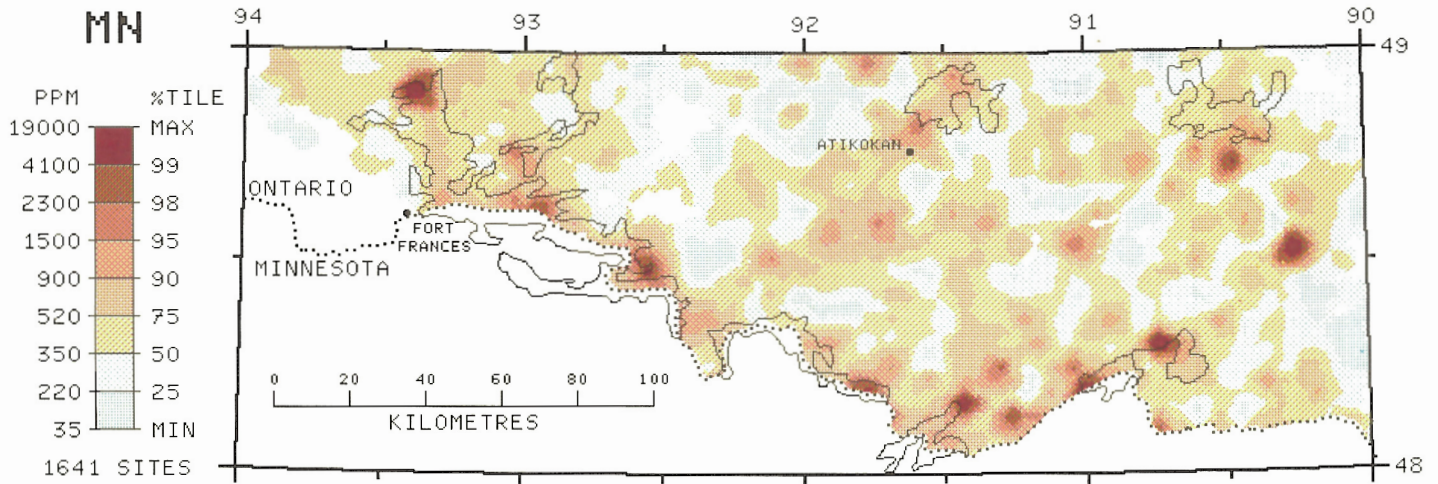 MN
94
93
92
91
90
49
PPM %TILE
19000 MAX
4100 99
2300 98
1500 95
900 90
520 75
350 50
220 25
35 MIN
1641 SITES
ATIKOKAN
ONTARIO
FORT
FRANCES
MINNESOTA
0 20 40 60 80 100
KILOMETRES
94
48